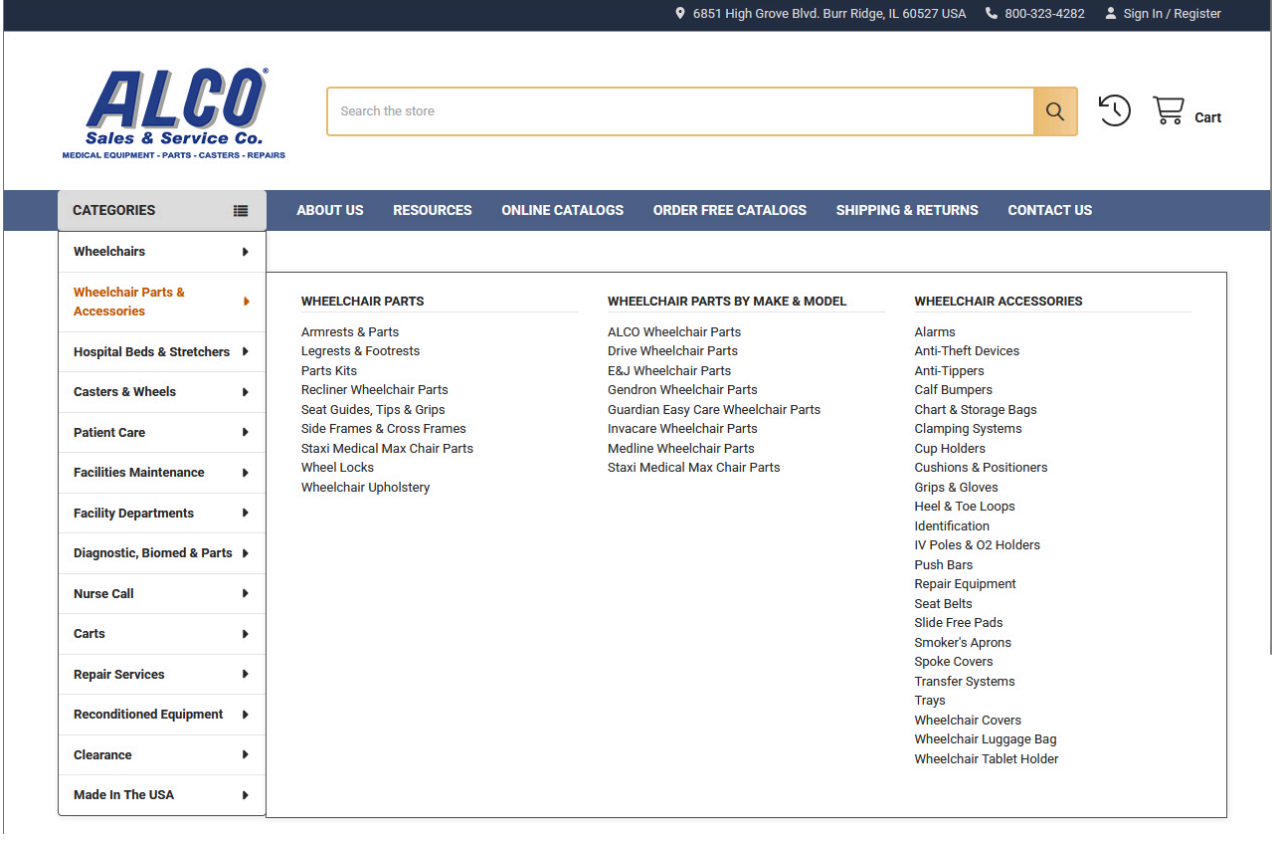 6851 High Grove Blvd. Burr Ridge, IL 60527 USA 800-323-4282 Sign In / Register
ALCO®
Sales & Service Co.
MEDICAL EQUIPMENT - PARTS - CASTERS - REPAIRS
Search the store
Cart
CATEGORIES
ABOUT US RESOURCES ONLINE CATALOGS ORDER FREE CATALOGS SHIPPING & RETURNS CONTACT US
Wheelchairs
Wheelchair Parts &
Accessories
Hospital Beds & Stretchers
Casters & Wheels
Patient Care
Facilities Maintenance
Facility Departments
Diagnostic, Biomed & Parts
Nurse Call
Carts
Repair Services
Reconditioned Equipment
Clearance
Made In The USA
WHEELCHAIR PARTS
Armrests & Parts
Legrests & Footrests
Parts Kits
Recliner Wheelchair Parts
Seat Guides, Tips & Grips
Side Frames & Cross Frames
Staxi Medical Max Chair Parts
Wheel Locks
Wheelchair Upholstery
WHEELCHAIR PARTS BY MAKE & MODEL
ALCO Wheelchair Parts
Drive Wheelchair Parts
E&J Wheelchair Parts
Gendron Wheelchair Parts
Guardian Easy Care Wheelchair Parts
Invacare Wheelchair Parts
Medline Wheelchair Parts
Staxi Medical Max Chair Parts
WHEELCHAIR ACCESSORIES
Alarms
Anti-Theft Devices
Anti-Tippers
Calf Bumpers
Chart & Storage Bags
Clamping Systems
Cup Holders
Cushions & Positioners
Grips & Gloves
Heel & Toe Loops
Identification
IV Poles & O2 Holders
Push Bars
Repair Equipment
Seat Belts
Slide Free Pads
Smoker's Aprons
Spoke Covers
Transfer Systems
Trays
Wheelchair Covers
Wheelchair Luggage Bag
Wheelchair Tablet Holder